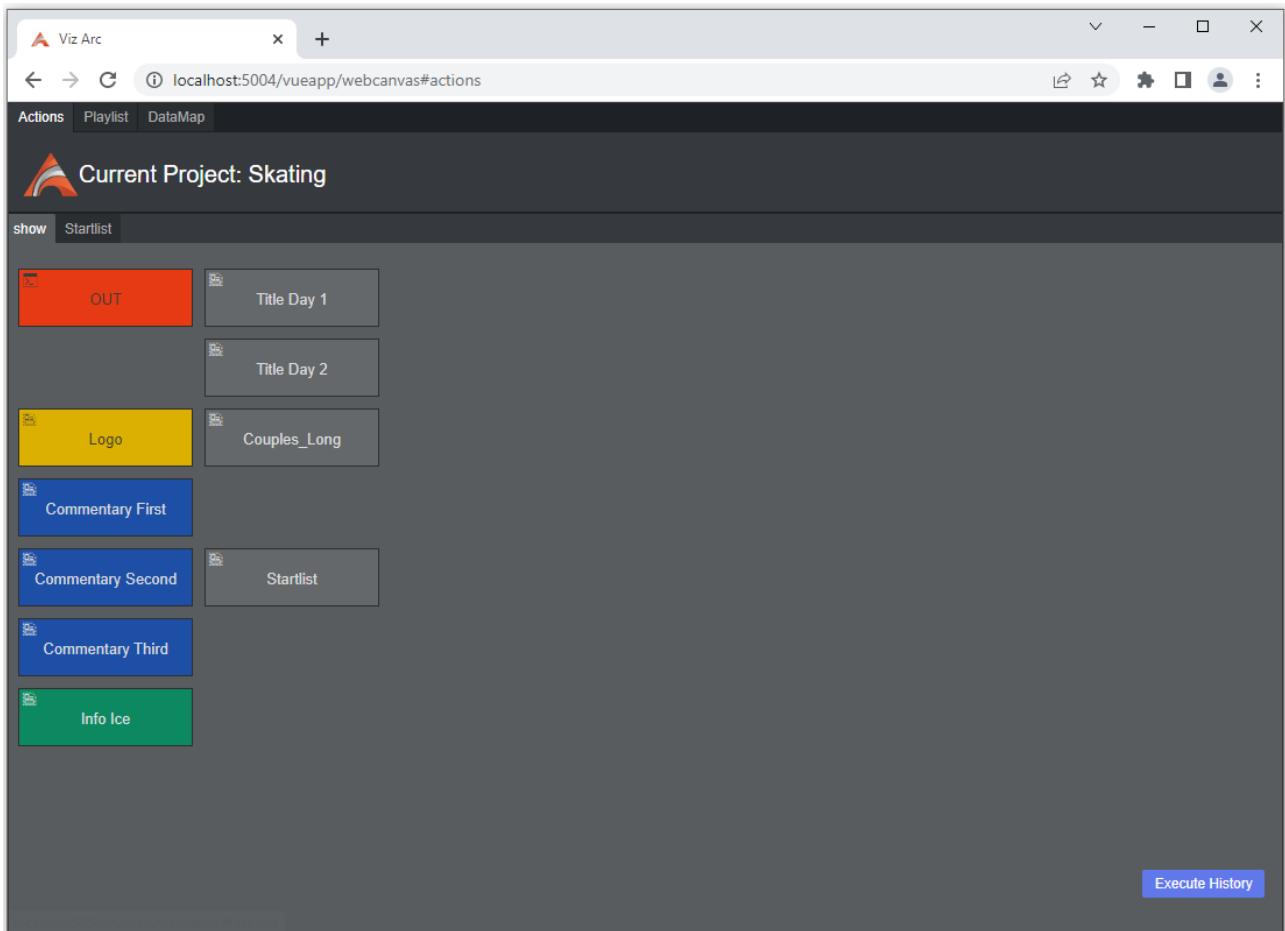 Viz Arc
localhost:5004/vueapp/webcanvas#actions
Actions Playlist DataMap
Current Project: Skating
show Startlist
OUT Title Day 1
Title Day 2
Logo Couples_Long
Commentary First
Commentary Second Startlist
Commentary Third
Info Ice
Execute History